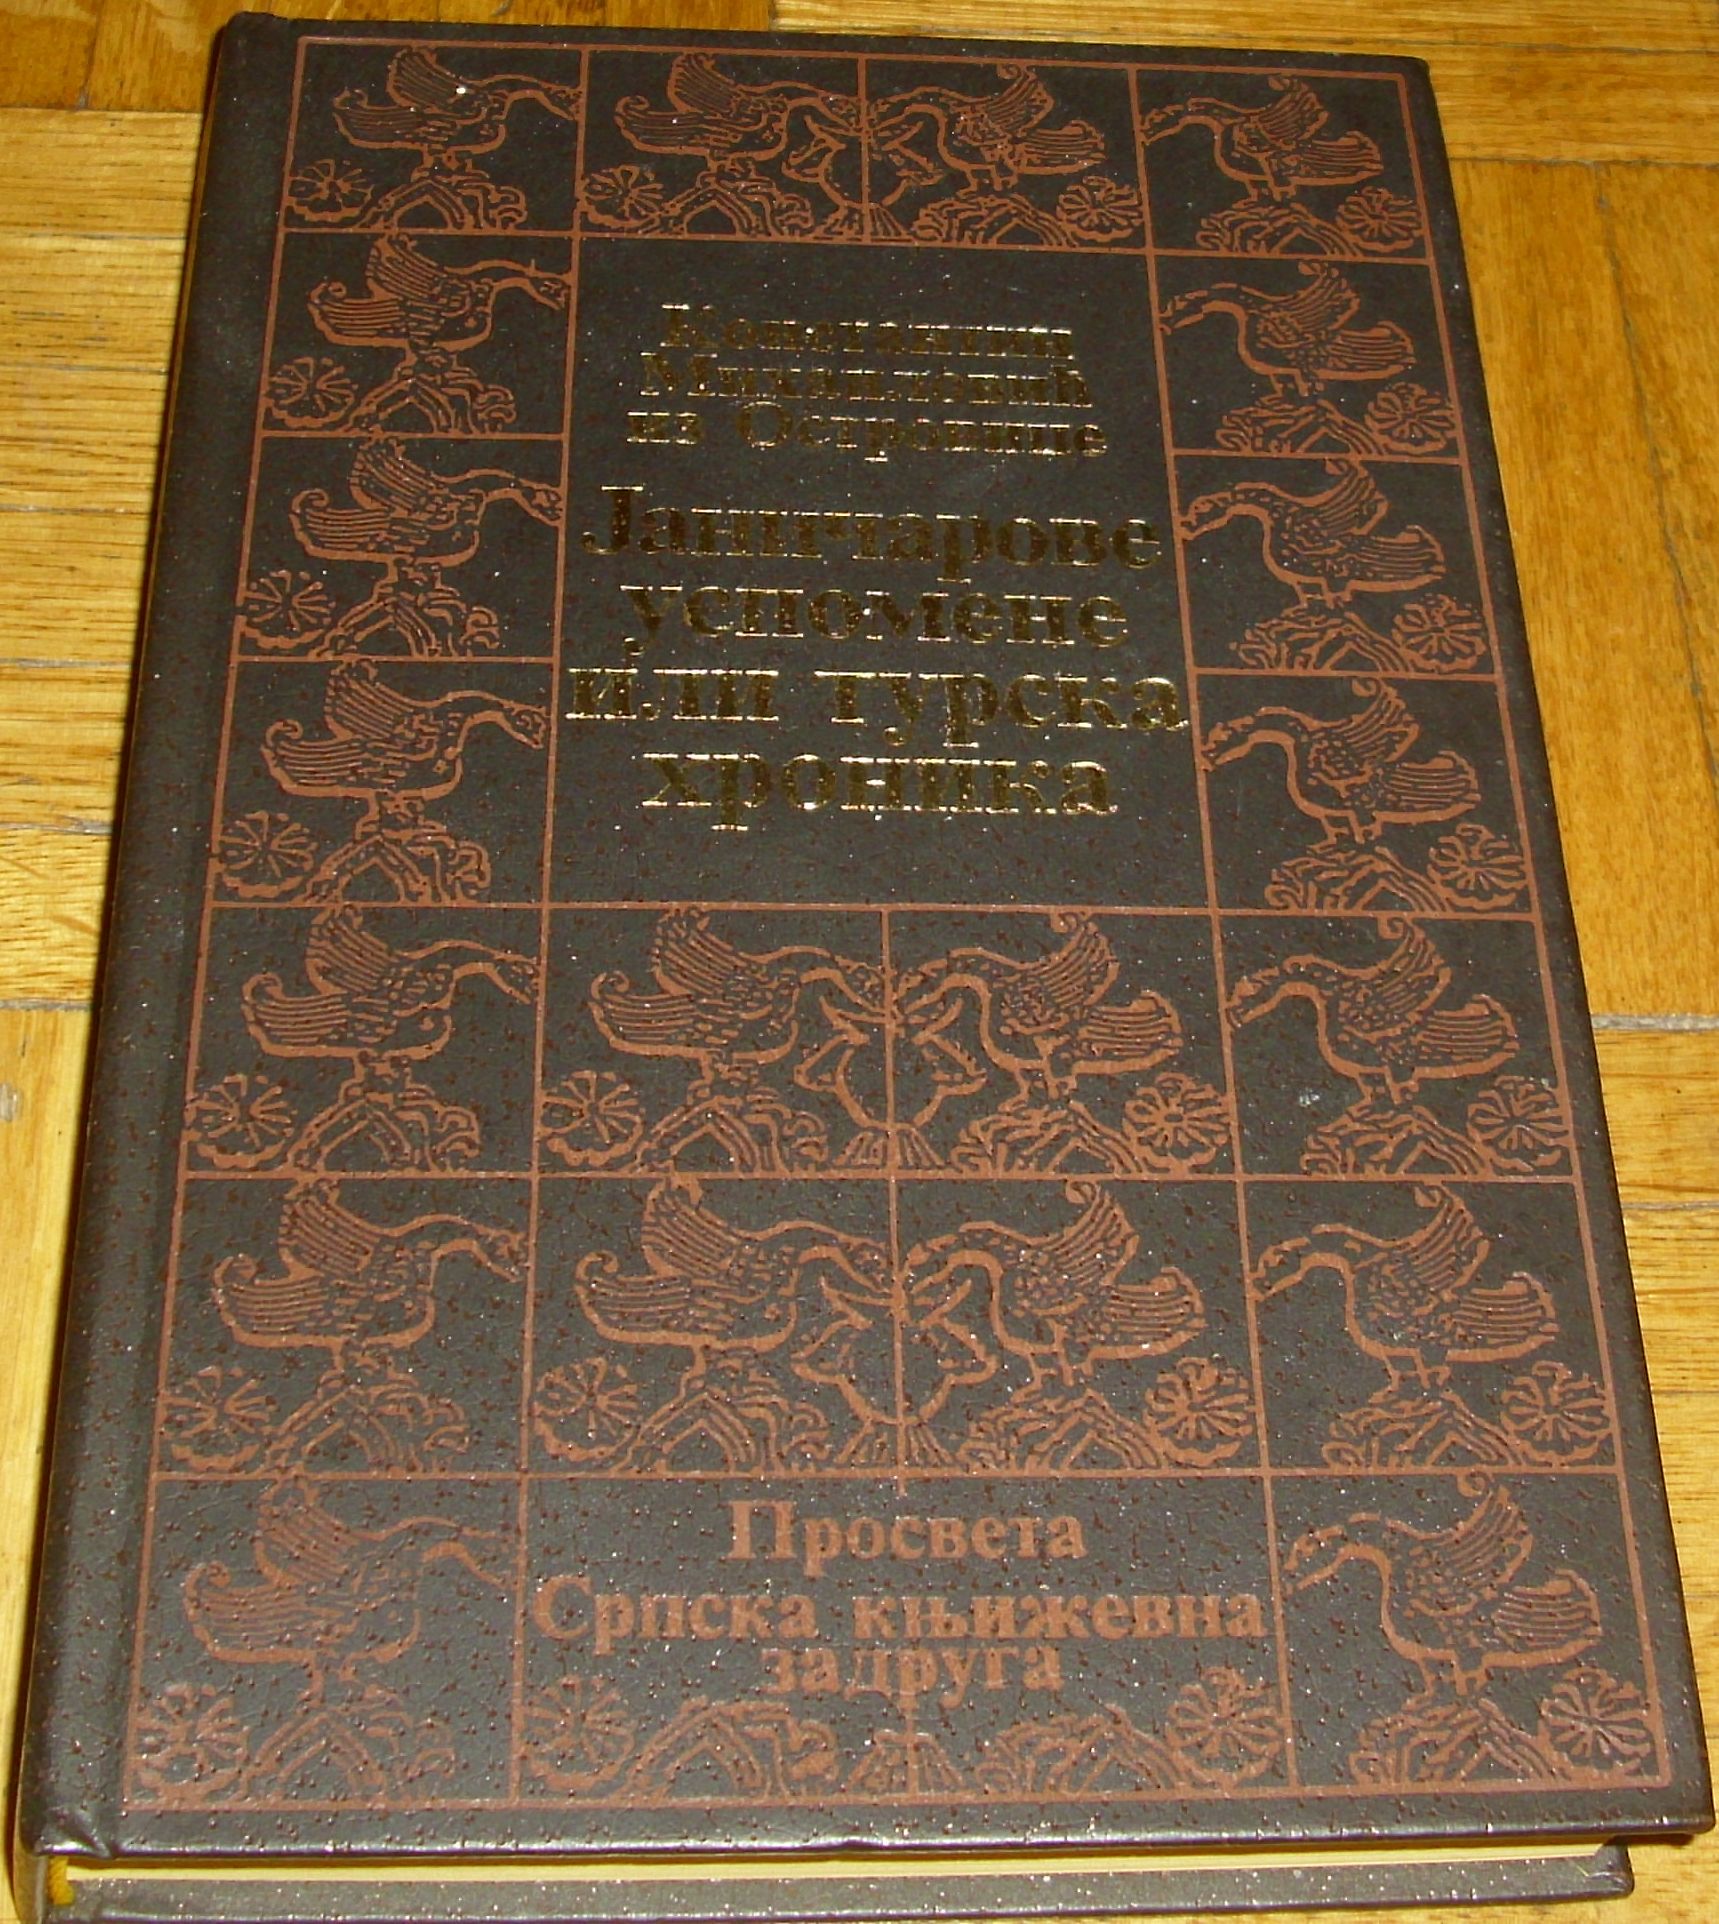 Константин
Михаиловић
из Островице
Јаничарове
успомене
или турска
хроника
Просвета
Српска књижевна
задруга